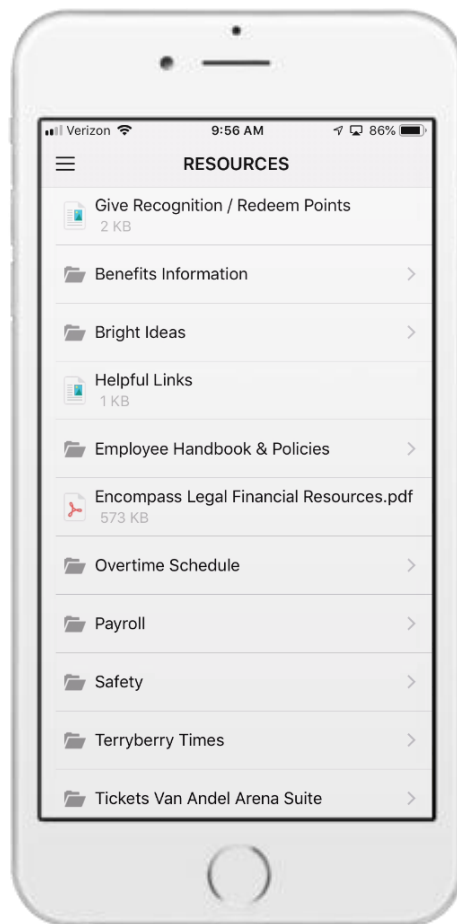 Verizon 9:56 AM 86%
RESOURCES
Give Recognition / Redeem Points
2 KB
Benefits Information
Bright Ideas
Helpful Links
1 KB
Employee Handbook & Policies
Encompass Legal Financial Resources.pdf
573 KB
Overtime Schedule
Payroll
Safety
Terryberry Times
Tickets Van Andel Arena Suite